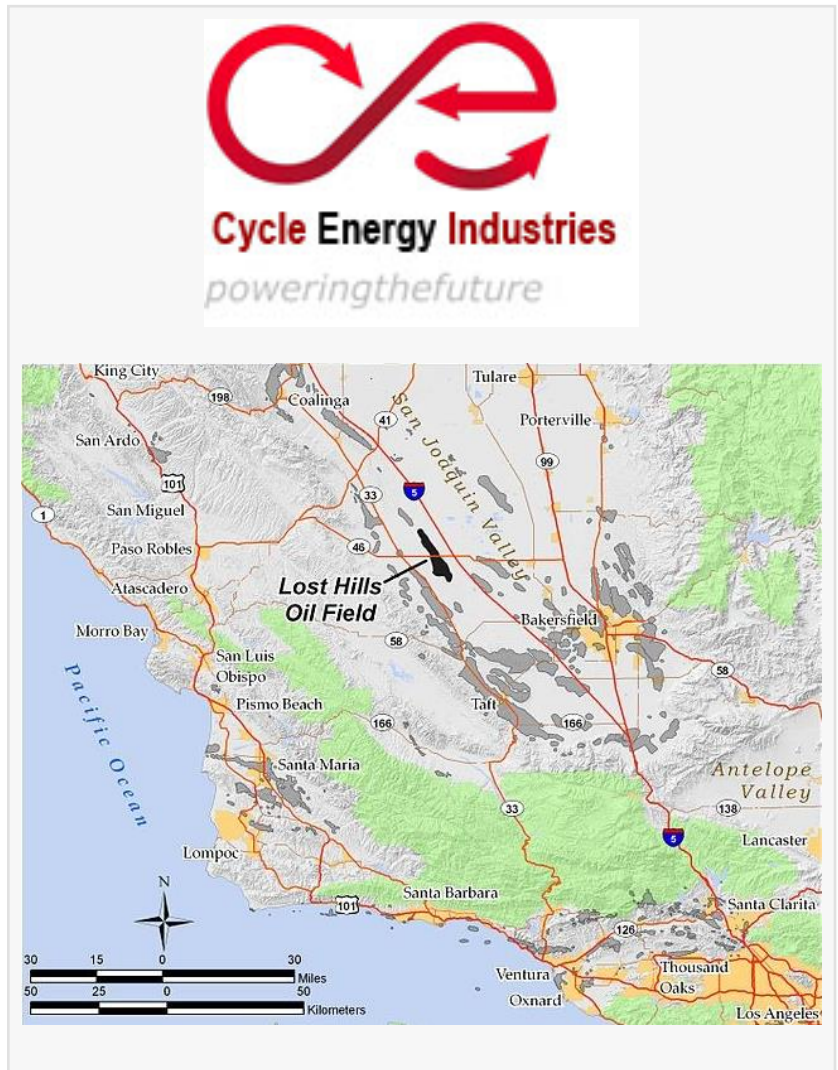 Cycle Energy Industries
poweringthefuture
King City
Tulare
198
Coalinga
41
Porterville
San Joaquin Valley
San Ardo
99
101
33
5
San Miguel
1
Paso Robles
46
Lost Hills
Oil Field
Atascadero
Bakersfield
Morro Bay
58
San Luis
Obispo
58
Pacific Ocean
Pismo Beach
Taft
166
166
Santa Maria
Antelope
Valley
33
138
5
Lancaster
Lompoc
N
Santa Barbara
101
Santa Clarita
126
30 15 0 30
Miles
Ventura
Thousand
Oaks
50 25 0 50
Kilometers
Oxnard
Los Angeles